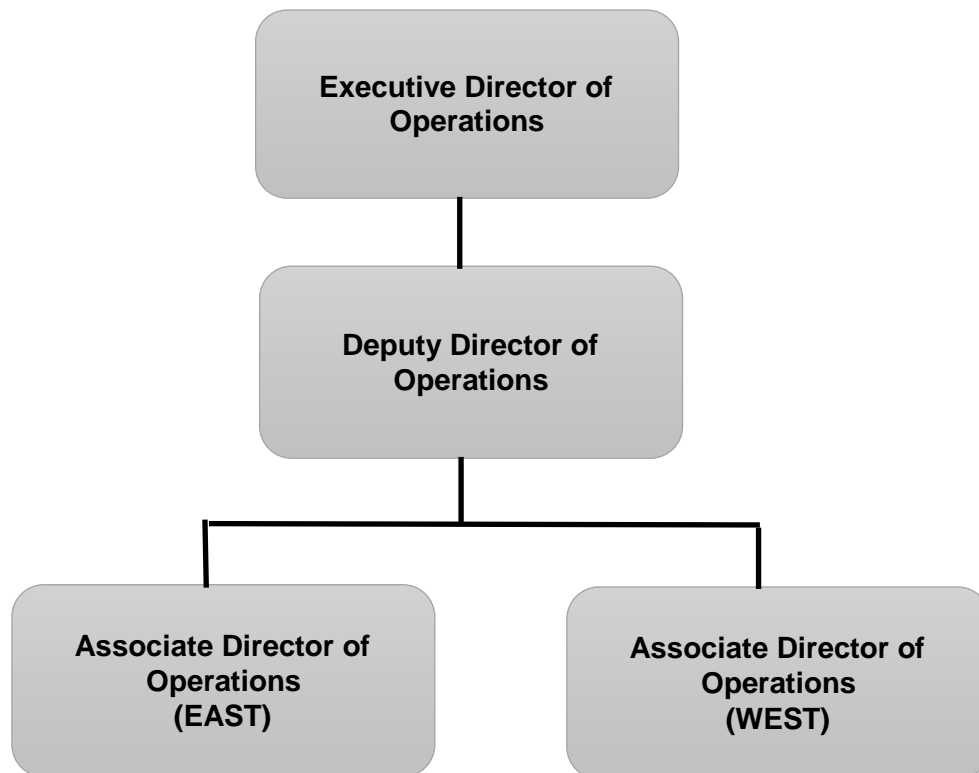 Executive Director of
Operations
Deputy Director of
Operations
Associate Director of
Operations
(EAST)
Associate Director of
Operations
(WEST)